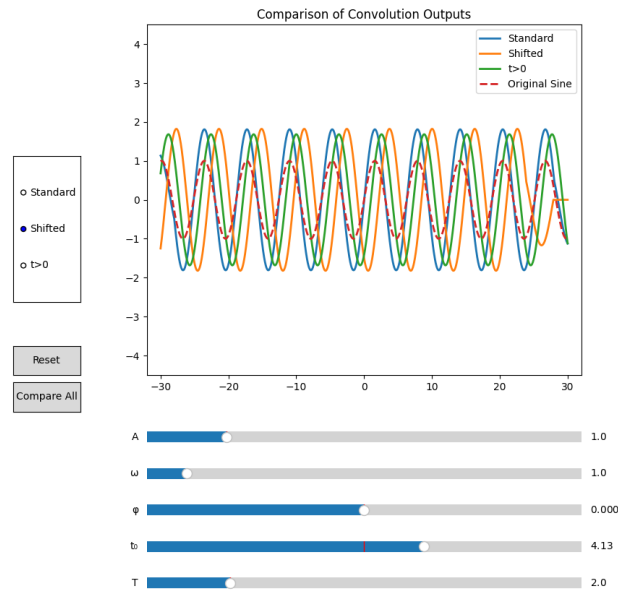 Comparison of Convolution Outputs
4
3
2
1
0
−1
−2
−3
−4
−30
−20
−10
0
10
20
30
Standard
Shifted
t>0
Original Sine
Standard
Shifted
t>0
Reset
Compare All
A 1.0
ω 1.0
φ 0.000
t₀ 4.13
T 2.0